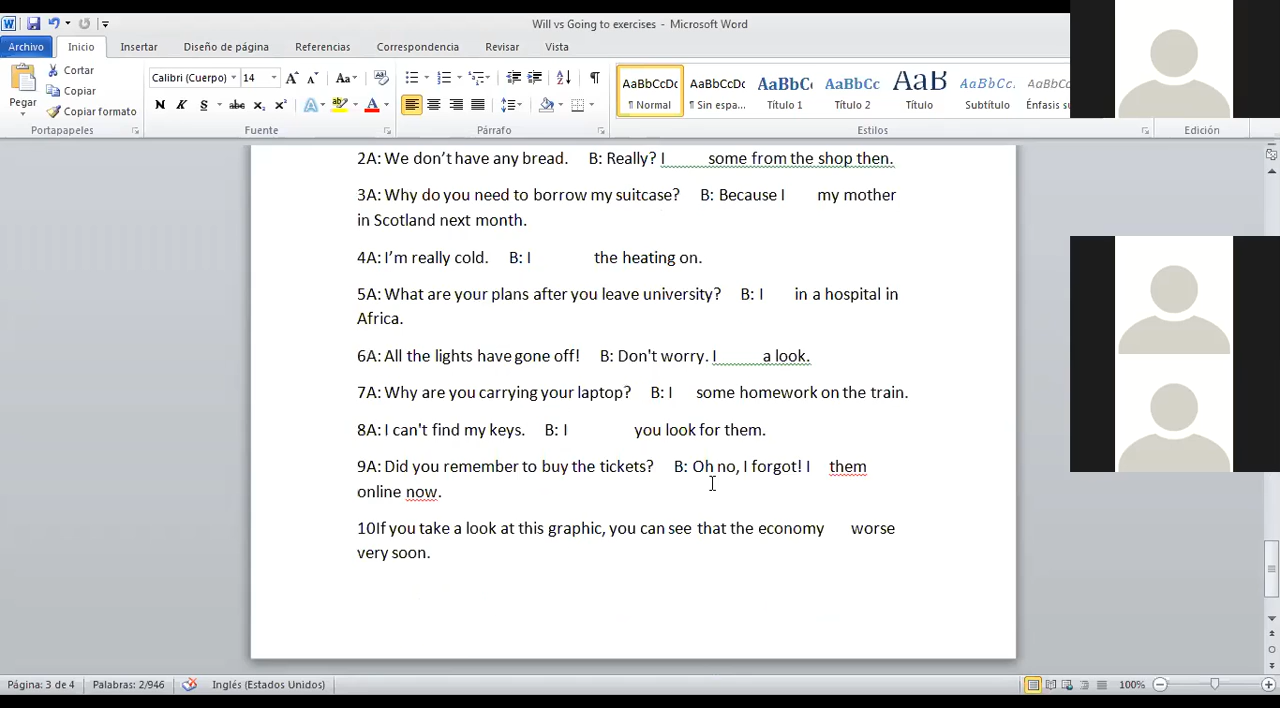 Will vs Going to exercises - Microsoft Word
Archivo Inicio Insertar Diseño de página Referencias Correspondencia Revisar Vista
Pegar
Cortar
Copiar
Copiar formato
Portapapeles
Calibri (Cuerpo) 14
Fuente
Párrafo
AaBbCcDc AaBbCcDc AaBbC AaBbCc AaB AaBbCcDc AaBbCcDc
¶ Normal ¶ Sin espa... Título 1 Título 2 Título Subtítulo Énfasis su
Estilos
Edición
2A: We don't have any bread. B: Really? I some from the shop then.
3A: Why do you need to borrow my suitcase? B: Because I my mother
in Scotland next month.
4A: I'm really cold. B: I the heating on.
5A: What are your plans after you leave university? B: I in a hospital in
Africa.
6A: All the lights have gone off! B: Don't worry. I a look.
7A: Why are you carrying your laptop? B: I some homework on the train.
8A: I can't find my keys. B: I you look for them.
9A: Did you remember to buy the tickets? B: Oh no, I forgot! I them
online now.
10If you take a look at this graphic, you can see that the economy worse
very soon.
Página: 3 de 4 Palabras: 2/946 Inglés (Estados Unidos) 100%